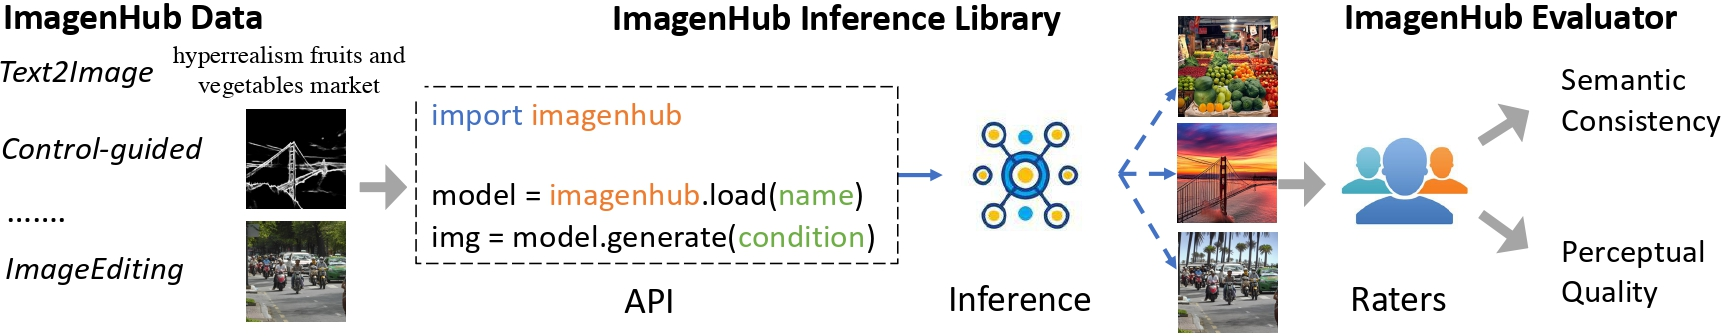 ImagenHub Data
ImagenHub Inference Library
ImagenHub Evaluator
Text2Image
hyperrealism fruits and
vegetables market
Control-guided
.......
ImageEditing
import imagenhub
model = imagenhub.load(name)
img = model.generate(condition)
API
Inference
Raters
Semantic
Consistency
Perceptual
Quality